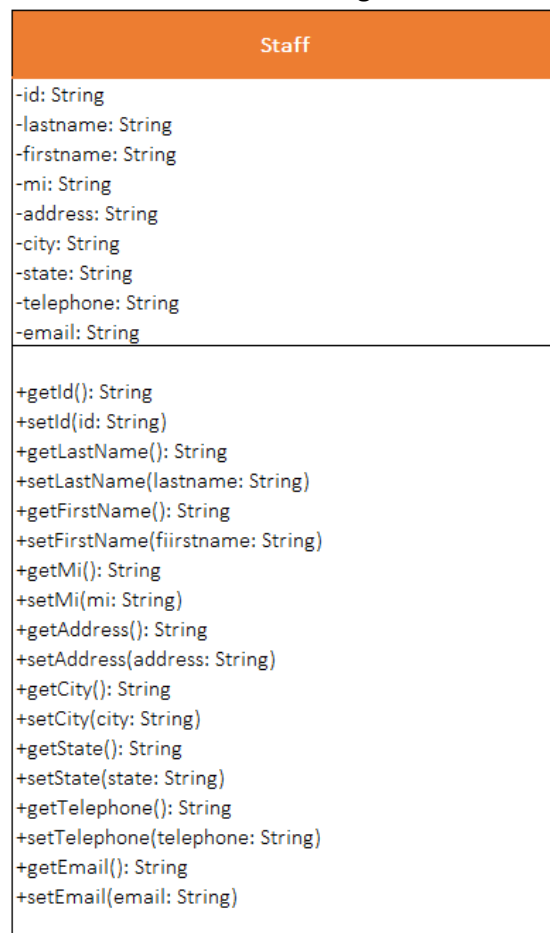 Staff
-id: String
-lastname: String
-firstname: String
-mi: String
-address: String
-city: String
-state: String
-telephone: String
-email: String
+getId(): String
+setId(id: String)
+getLastName(): String
+setLastName(lastname: String)
+getFirstName(): String
+setFirstName(fiirstname: String)
+getMi(): String
+setMi(mi: String)
+getAddress(): String
+setAddress(address: String)
+getCity(): String
+setCity(city: String)
+getState(): String
+setState(state: String)
+getTelephone(): String
+setTelephone(telephone: String)
+getEmail(): String
+setEmail(email: String)